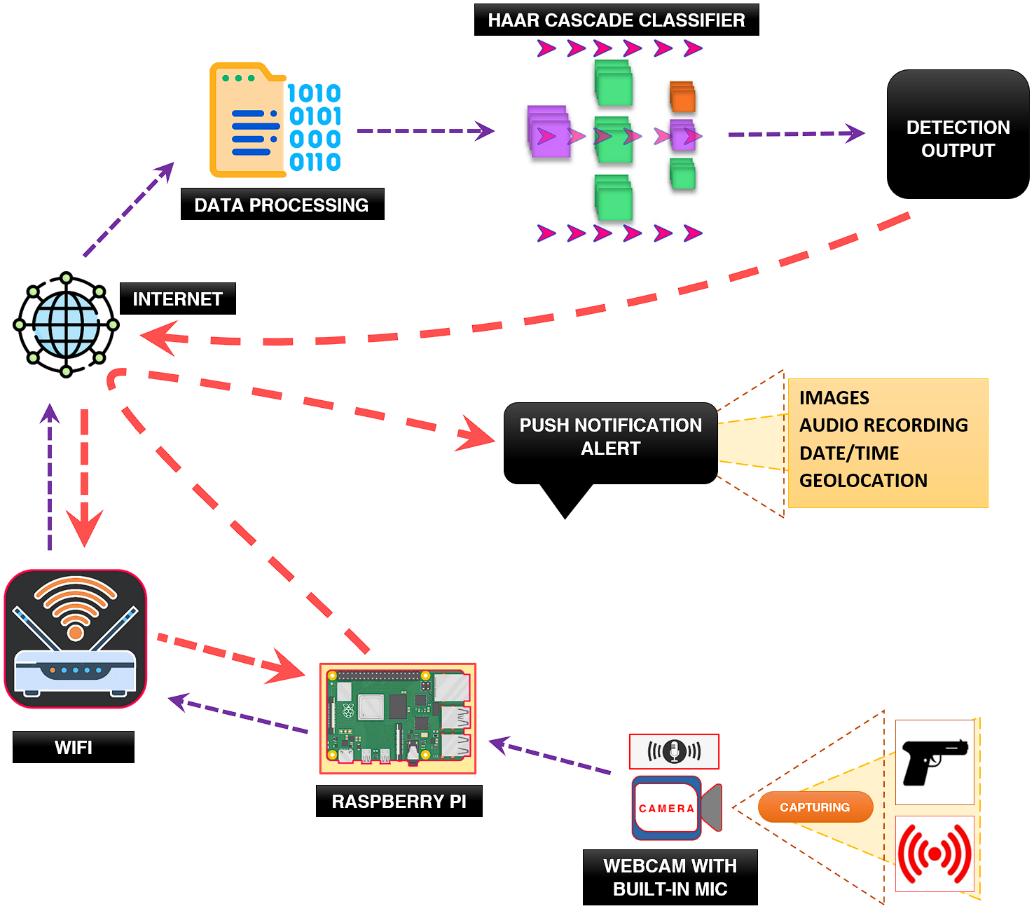 HAAR CASCADE CLASSIFIER
1010
0101
000
0110
DATA PROCESSING
DETECTION
OUTPUT
INTERNET
PUSH NOTIFICATION
ALERT
IMAGES
AUDIO RECORDING
DATE/TIME
GEOLOCATION
WIFI
RASPBERRY PI
CAMERA
CAPTURING
WEBCAM WITH
BUILT-IN MIC